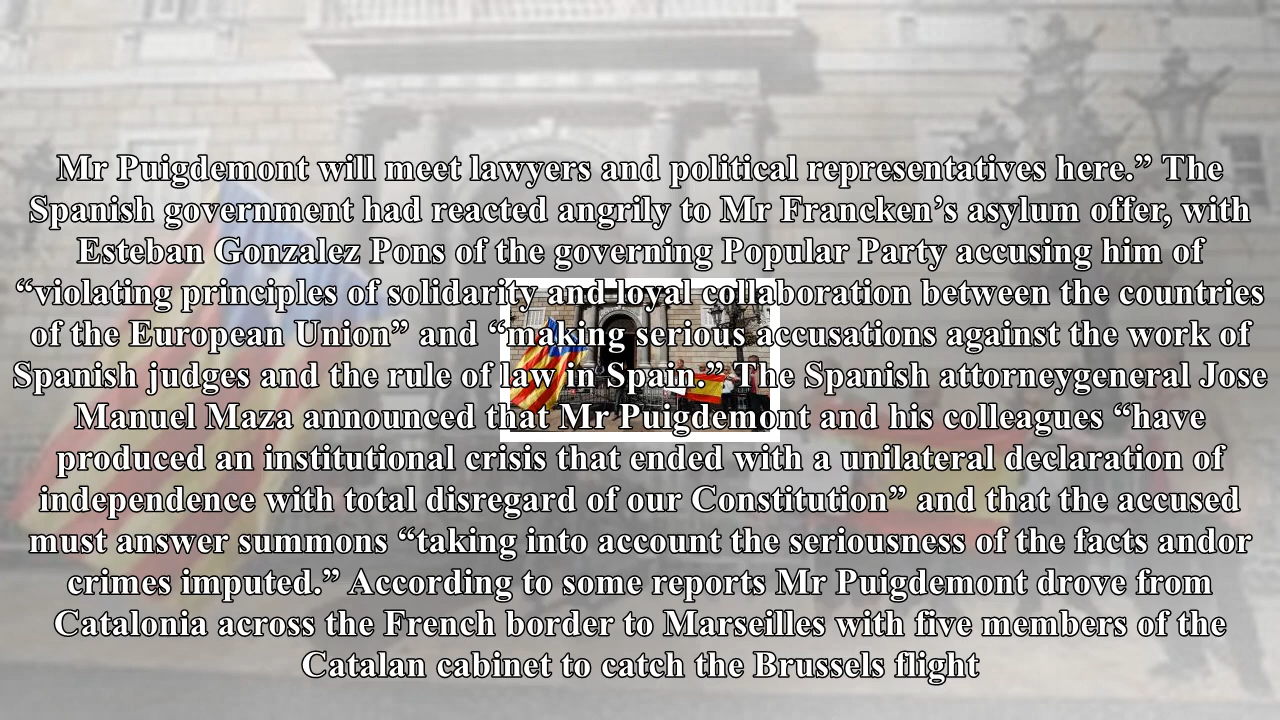 Mr Puigdemont will meet lawyers and political representatives here.” The
Spanish government had reacted angrily to Mr Francken’s asylum offer, with
Esteban Gonzalez Pons of the governing Popular Party accusing him of
“violating principles of solidarity and loyal collaboration between the countries
of the European Union” and “making serious accusations against the work of
Spanish judges and the rule of law in Spain.” The Spanish attorneygeneral Jose
Manuel Maza announced that Mr Puigdemont and his colleagues “have
produced an institutional crisis that ended with a unilateral declaration of
independence with total disregard of our Constitution” and that the accused
must answer summons “taking into account the seriousness of the facts andor
crimes imputed.” According to some reports Mr Puigdemont drove from
Catalonia across the French border to Marseilles with five members of the
Catalan cabinet to catch the Brussels flight